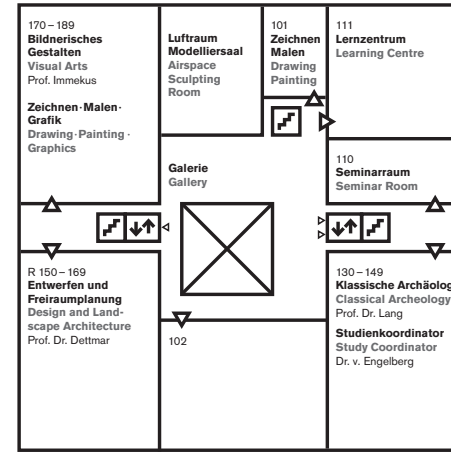 170 – 189
Bildnerisches
Gestalten
Visual Arts
Prof. Immekus
Zeichnen·Malen·
Grafik
Drawing·Painting ·
Graphics
Luftraum
Modelliersaal
Airspace
Sculpting
Room
101
Zeichnen
Malen
Drawing
Painting
111
Lernzentrum
Learning Centre
110
Seminarraum
Seminar Room
Galerie
Gallery
R 150 – 169
Entwerfen und
Freiraumplanung
Design and Land-
scape Architecture
Prof. Dr. Dettmar
102
130 – 149
Klassische Archäolog
Classical Archeology
Prof. Dr. Lang
Studienkoordinator
Study Coordinator
Dr. v. Engelberg